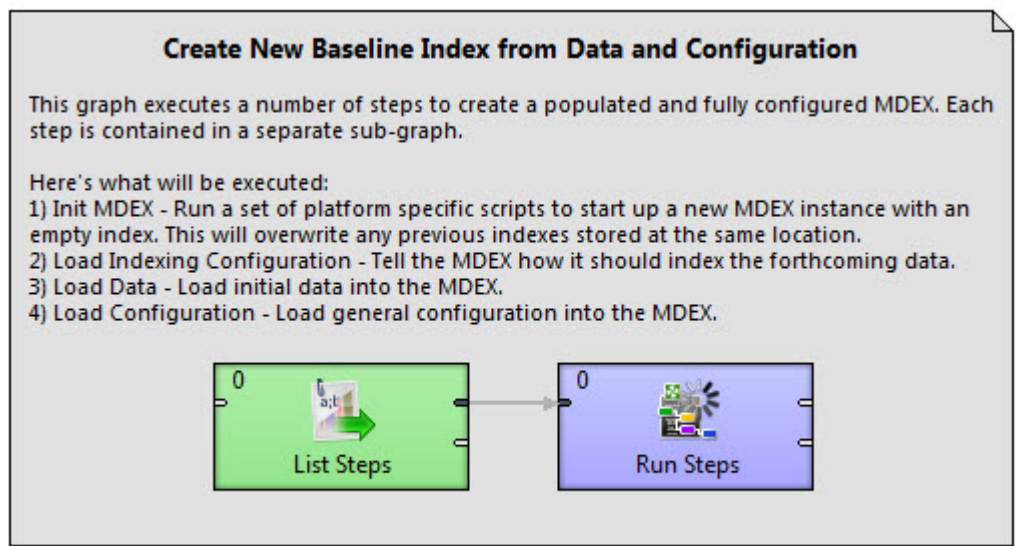 Create New Baseline Index from Data and Configuration
This graph executes a number of steps to create a populated and fully configured MDEX. Each
step is contained in a separate sub-graph.
Here's what will be executed:
1) Init MDEX - Run a set of platform specific scripts to start up a new MDEX instance with an
empty index. This will overwrite any previous indexes stored at the same location.
2) Load Indexing Configuration - Tell the MDEX how it should index the forthcoming data.
3) Load Data - Load initial data into the MDEX.
4) Load Configuration - Load general configuration into the MDEX.
0
a;b
List Steps
0
Run Steps